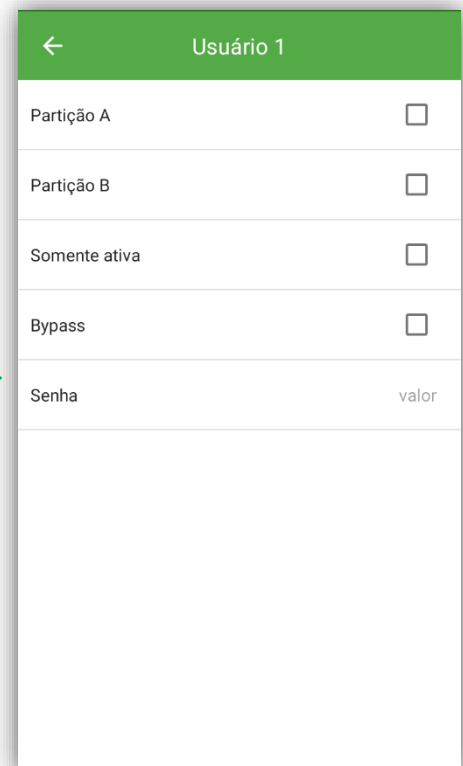 Usuário 1
Partição A
Partição B
Somente ativa
Bypass
Senha valor